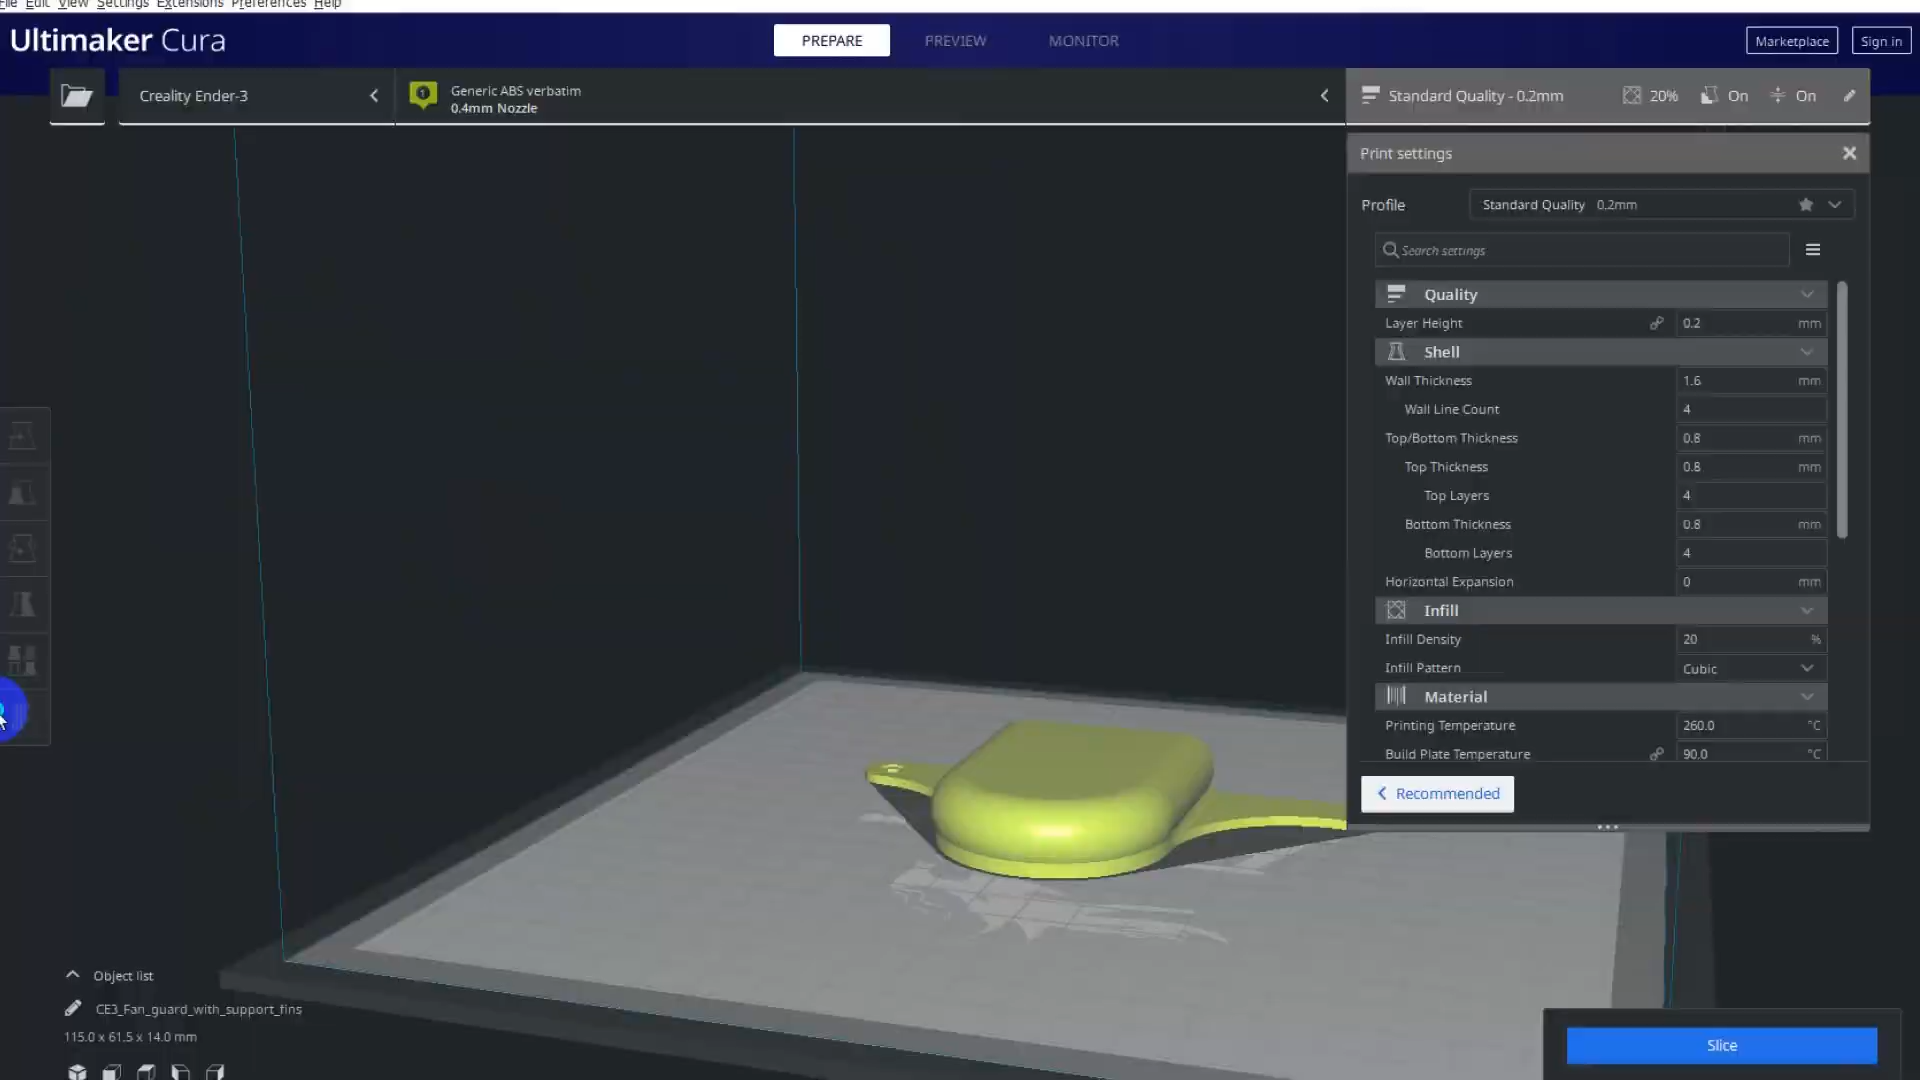 File Edit View Settings Extensions Preferences Help
Ultimaker Cura
PREPARE
PREVIEW
MONITOR
Marketplace
Sign in
Creality Ender-3
1
Generic ABS verbatim
0.4mm Nozzle
Standard Quality - 0.2mm
20%
On
On
Print settings
Profile
Standard Quality 0.2mm
Search settings
Quality
Layer Height 0.2 mm
Shell
Wall Thickness 1.6 mm
Wall Line Count 4
Top/Bottom Thickness 0.8 mm
Top Thickness 0.8 mm
Top Layers 4
Bottom Thickness 0.8 mm
Bottom Layers 4
Horizontal Expansion 0 mm
Infill
Infill Density 20 %
Infill Pattern Cubic
Material
Printing Temperature 260.0 °C
Build Plate Temperature 90.0 °C
Recommended
Object list
CE3_Fan_guard_with_support_fins
115.0 x 61.5 x 14.0 mm
Slice